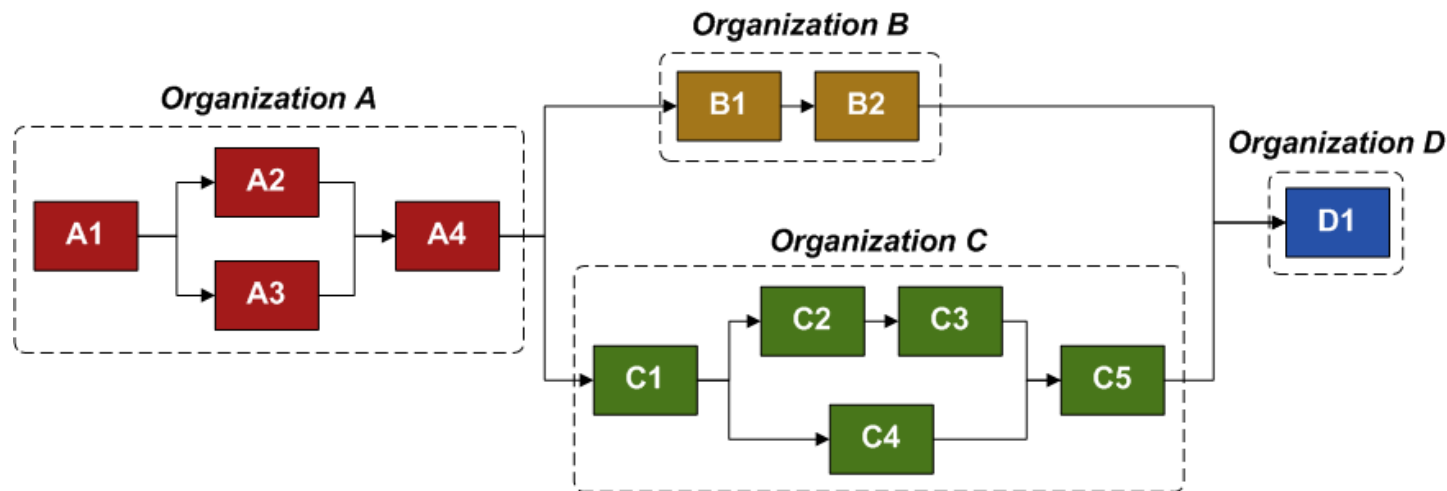 Organization A
A1
A2
A3
A4
Organization B
B1
B2
Organization C
C1
C2
C3
C4
C5
Organization D
D1